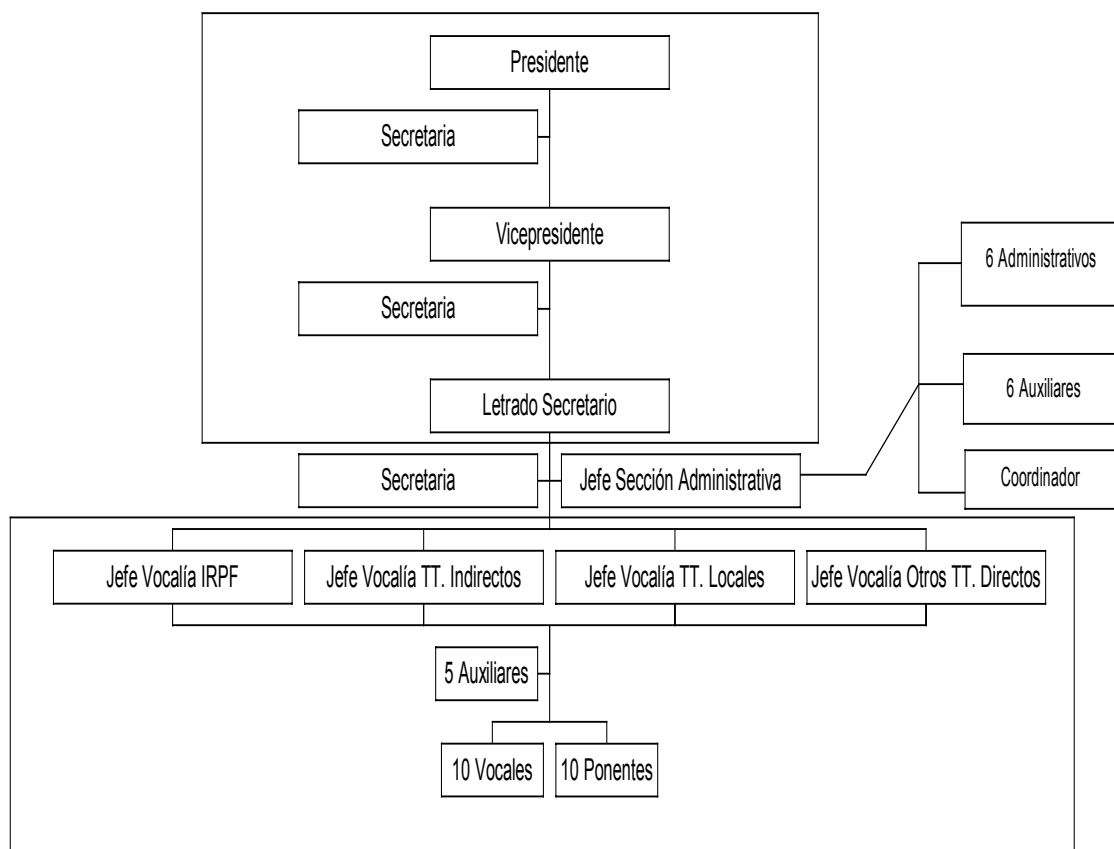 Presidente
Secretaria
Vicepresidente
6 Administrativos
Secretaria
6 Auxiliares
Letrado Secretario
Secretaria
Jefe Sección Administrativa
Coordinador
Jefe Vocalía IRPF
Jefe Vocalía TT. Indirectos
Jefe Vocalía TT. Locales
Jefe Vocalía Otros TT. Directos
5 Auxiliares
10 Vocales
10 Ponentes